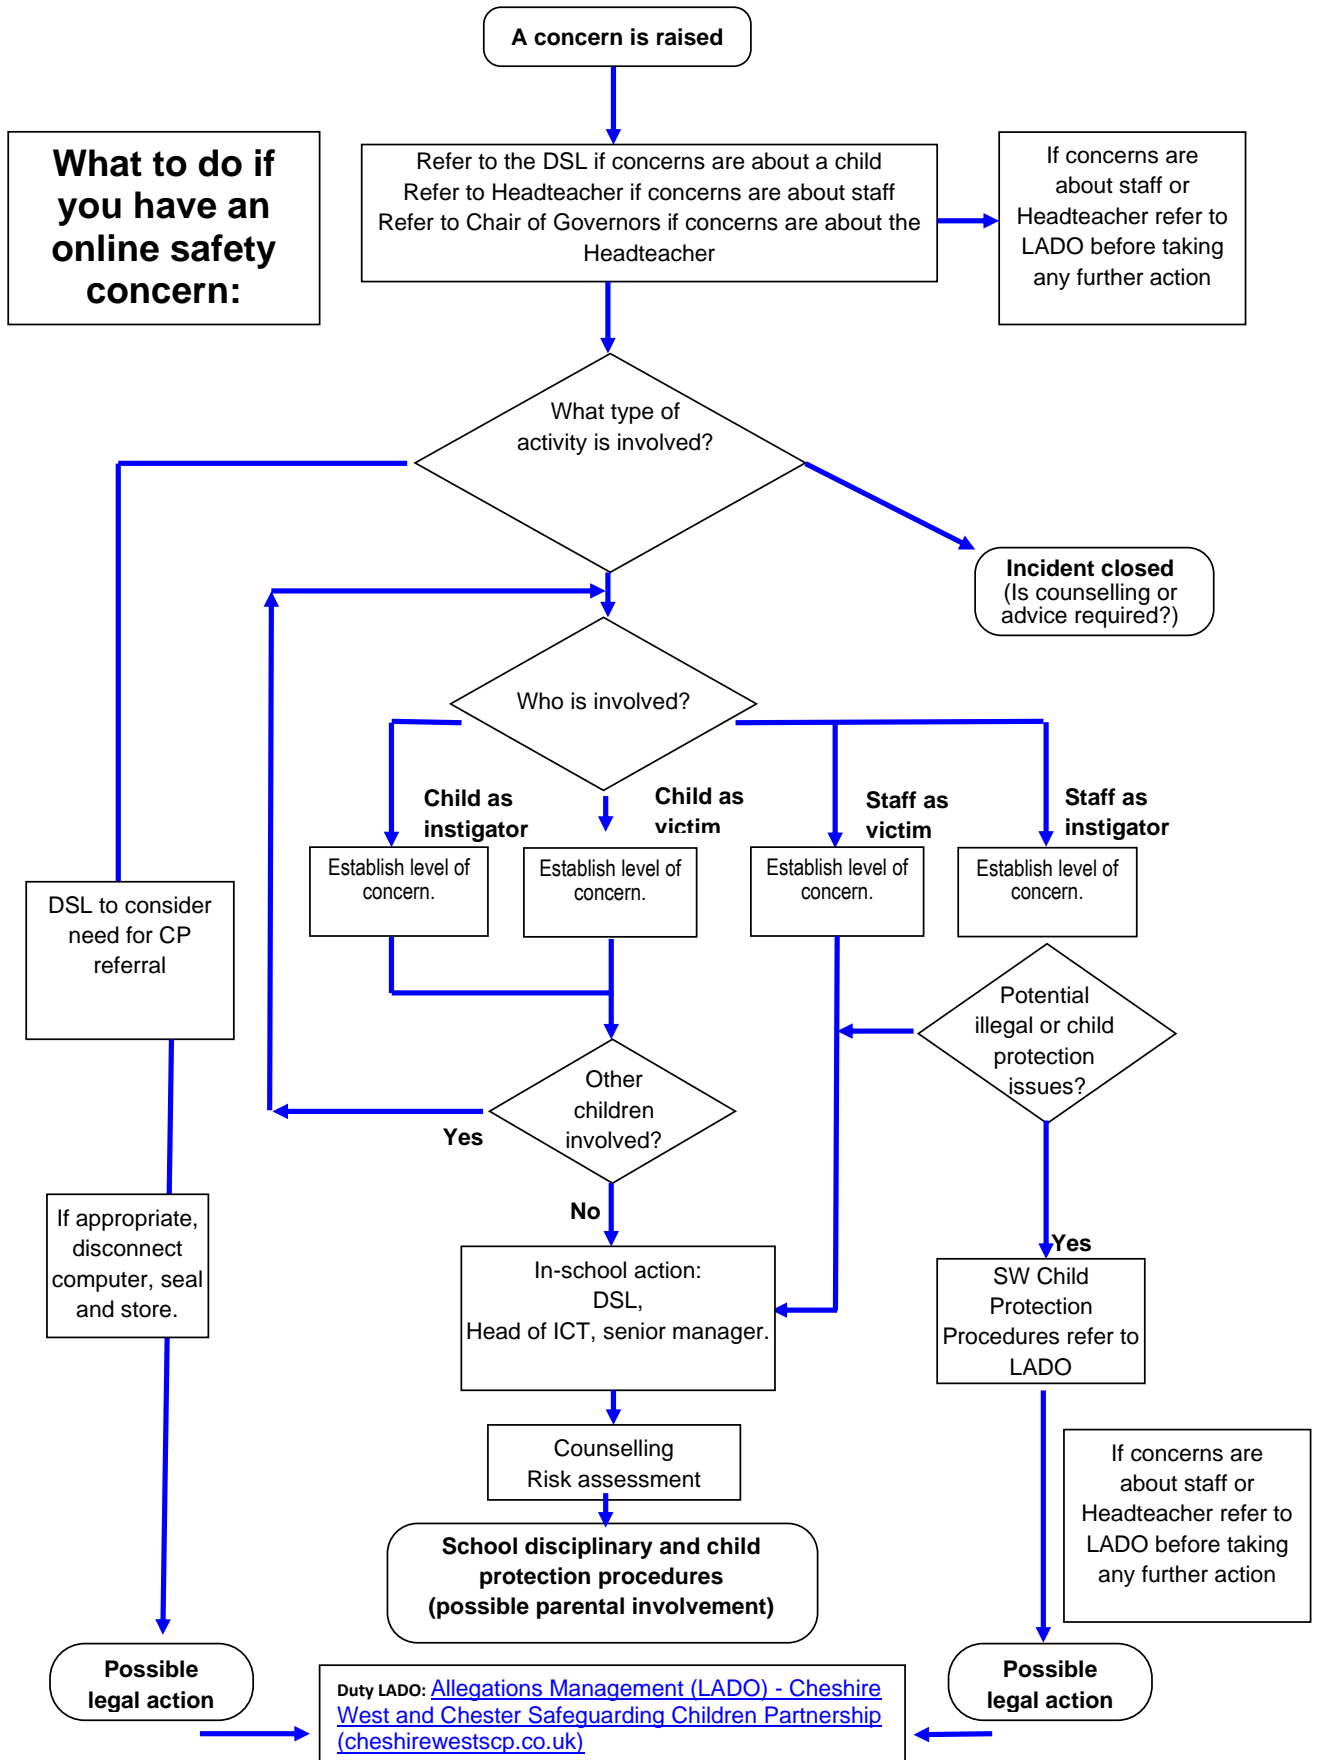 A concern is raised
What to do if
you have an
online safety
concern:
Refer to the DSL if concerns are about a child
Refer to Headteacher if concerns are about staff
Refer to Chair of Governors if concerns are about the
Headteacher
If concerns are
about staff or
Headteacher refer to
LADO before taking
any further action
What type of
activity is involved?
Incident closed
(Is counselling or
advice required?)
Who is involved?
Child as
instigator
Child as
victim
Staff as
victim
Staff as
instigator
Establish level of
concern.
Establish level of
concern.
Establish level of
concern.
Establish level of
concern.
DSL to consider
need for CP
referral
Potential
illegal or child
protection
issues?
Other
children
involved?
Yes
No
If appropriate,
disconnect
computer, seal
and store.
Yes
In-school action:
DSL,
Head of ICT, senior manager.
SW Child
Protection
Procedures refer to
LADO
Counselling
Risk assessment
If concerns are
about staff or
Headteacher refer to
LADO before taking
any further action
School disciplinary and child
protection procedures
(possible parental involvement)
Possible
legal action
Possible
legal action
Duty LADO: Allegations Management (LADO) - Cheshire
West and Chester Safeguarding Children Partnership
(cheshirewestscp.co.uk)